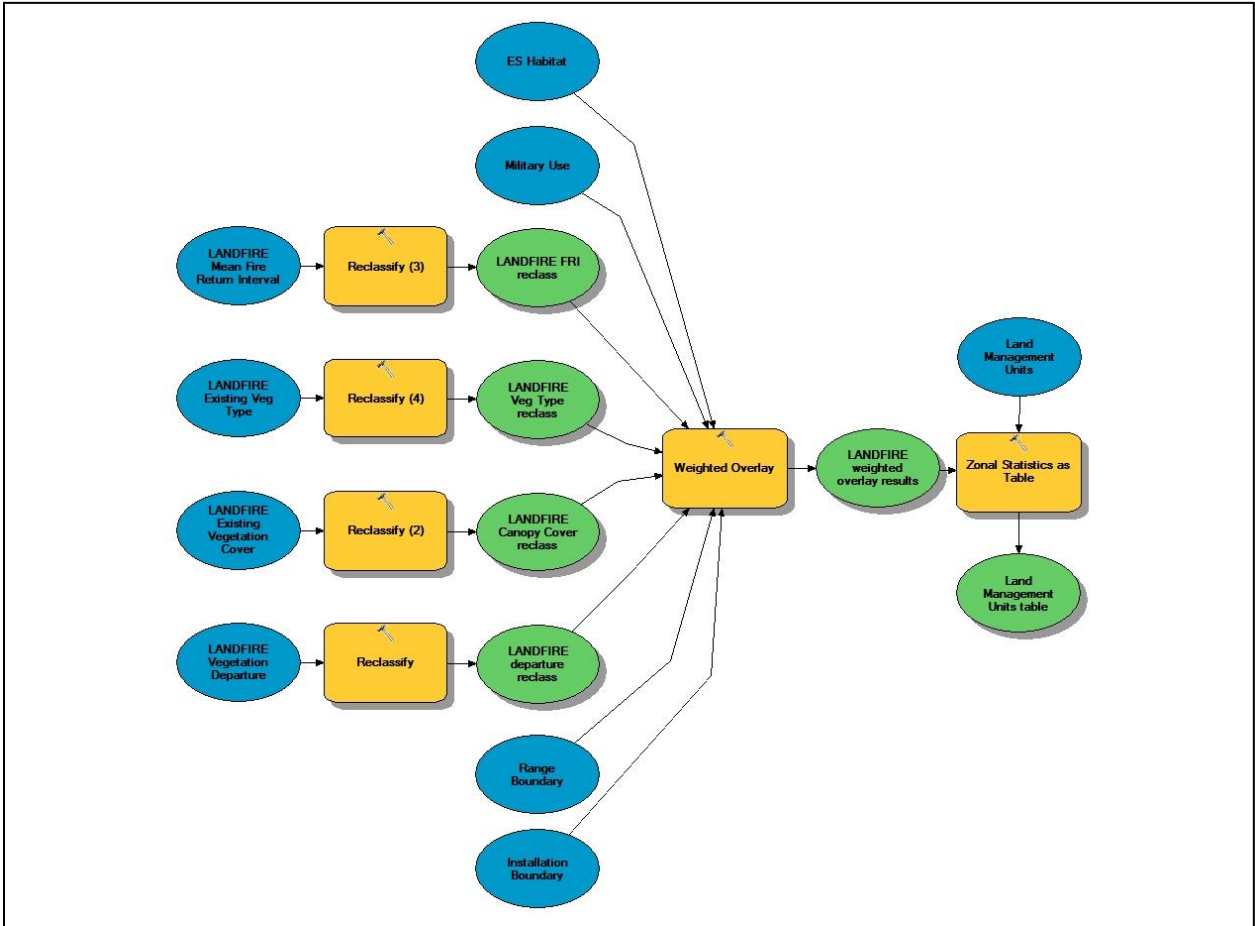 ES Habitat
Military Use
LANDFIRE
Mean Fire
Return Interval
Reclassify (3)
LANDFIRE FRI
reclass
LANDFIRE
Existing Veg
Type
Reclassify (4)
LANDFIRE
Veg Type
reclass
LANDFIRE
Existing
Vegetation
Cover
Reclassify (2)
LANDFIRE
Canopy Cover
reclass
LANDFIRE
Vegetation
Departure
Reclassify
LANDFIRE
departure
reclass
Range
Boundary
Installation
Boundary
Weighted Overlay
LANDFIRE
weighted
overlay results
Land
Management
Units
Zonal Statistics as
Table
Land
Management
Units table